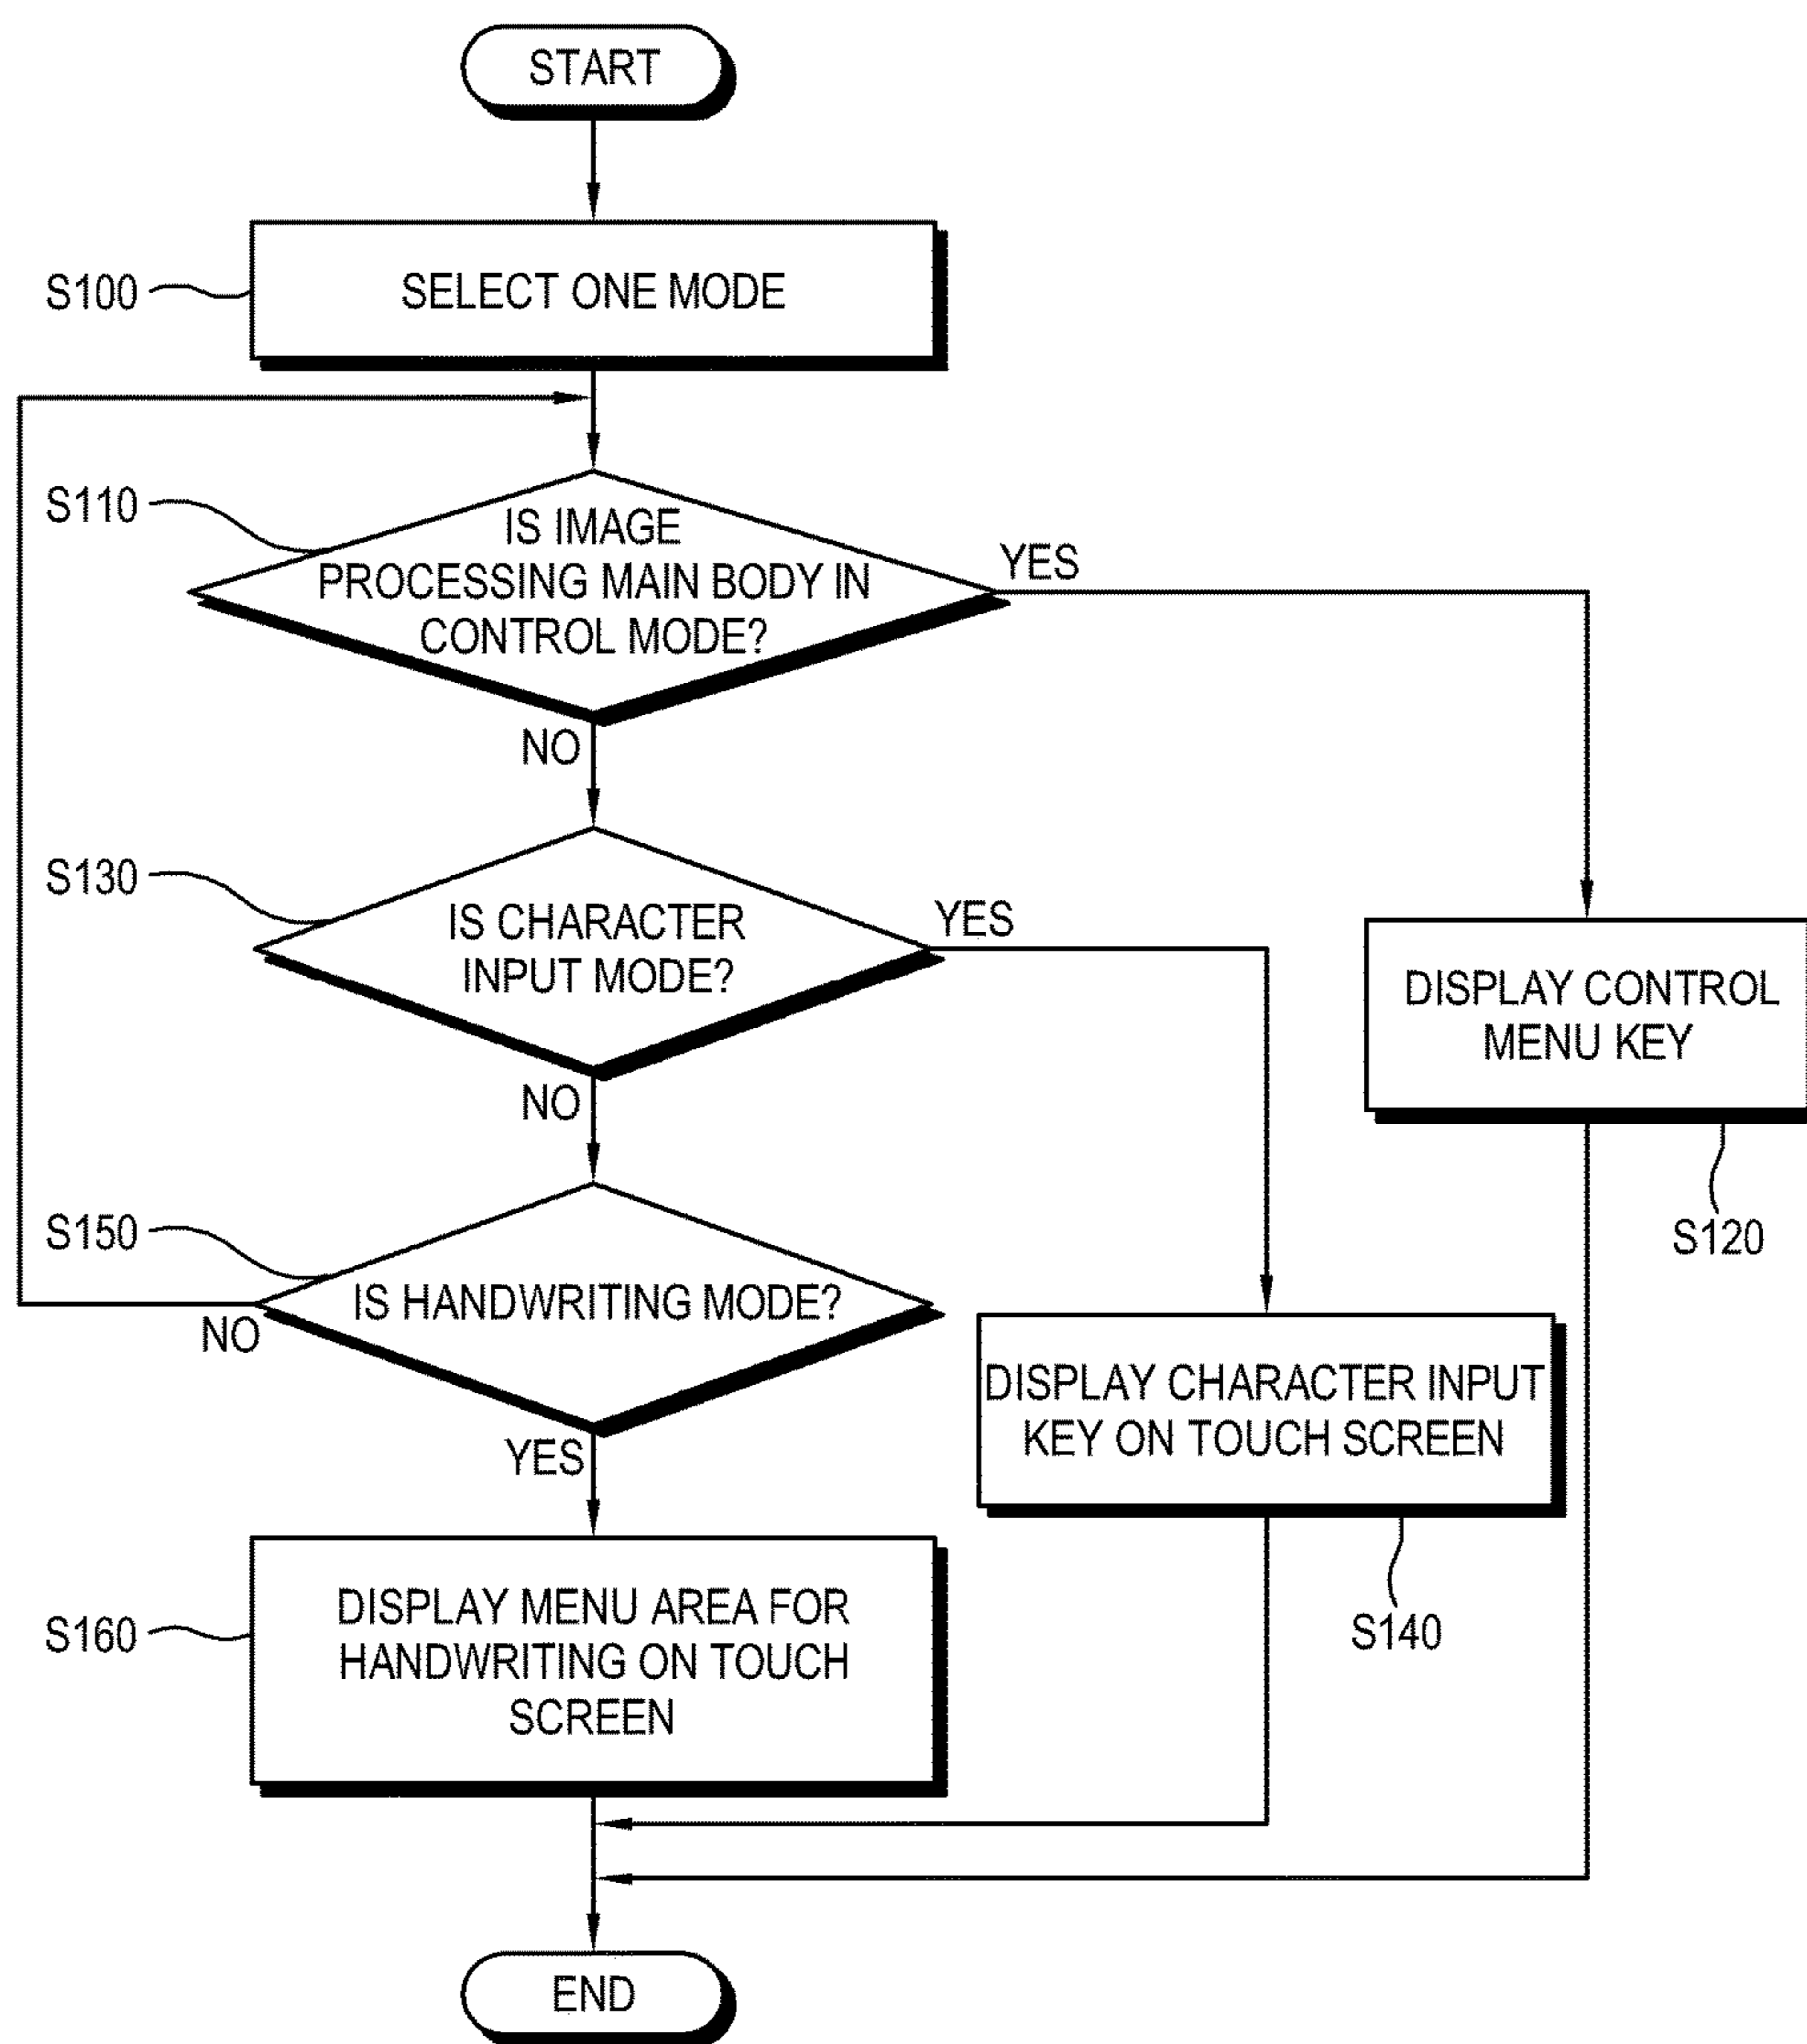 START
S100
SELECT ONE MODE
S110
IS IMAGE
PROCESSING MAIN BODY IN
CONTROL MODE?
YES
NO
S130
IS CHARACTER
INPUT MODE?
YES
NO
DISPLAY CONTROL
MENU KEY
S120
S150
IS HANDWRITING MODE?
NO
YES
DISPLAY CHARACTER INPUT
KEY ON TOUCH SCREEN
S140
S160
DISPLAY MENU AREA FOR
HANDWRITING ON TOUCH
SCREEN
END